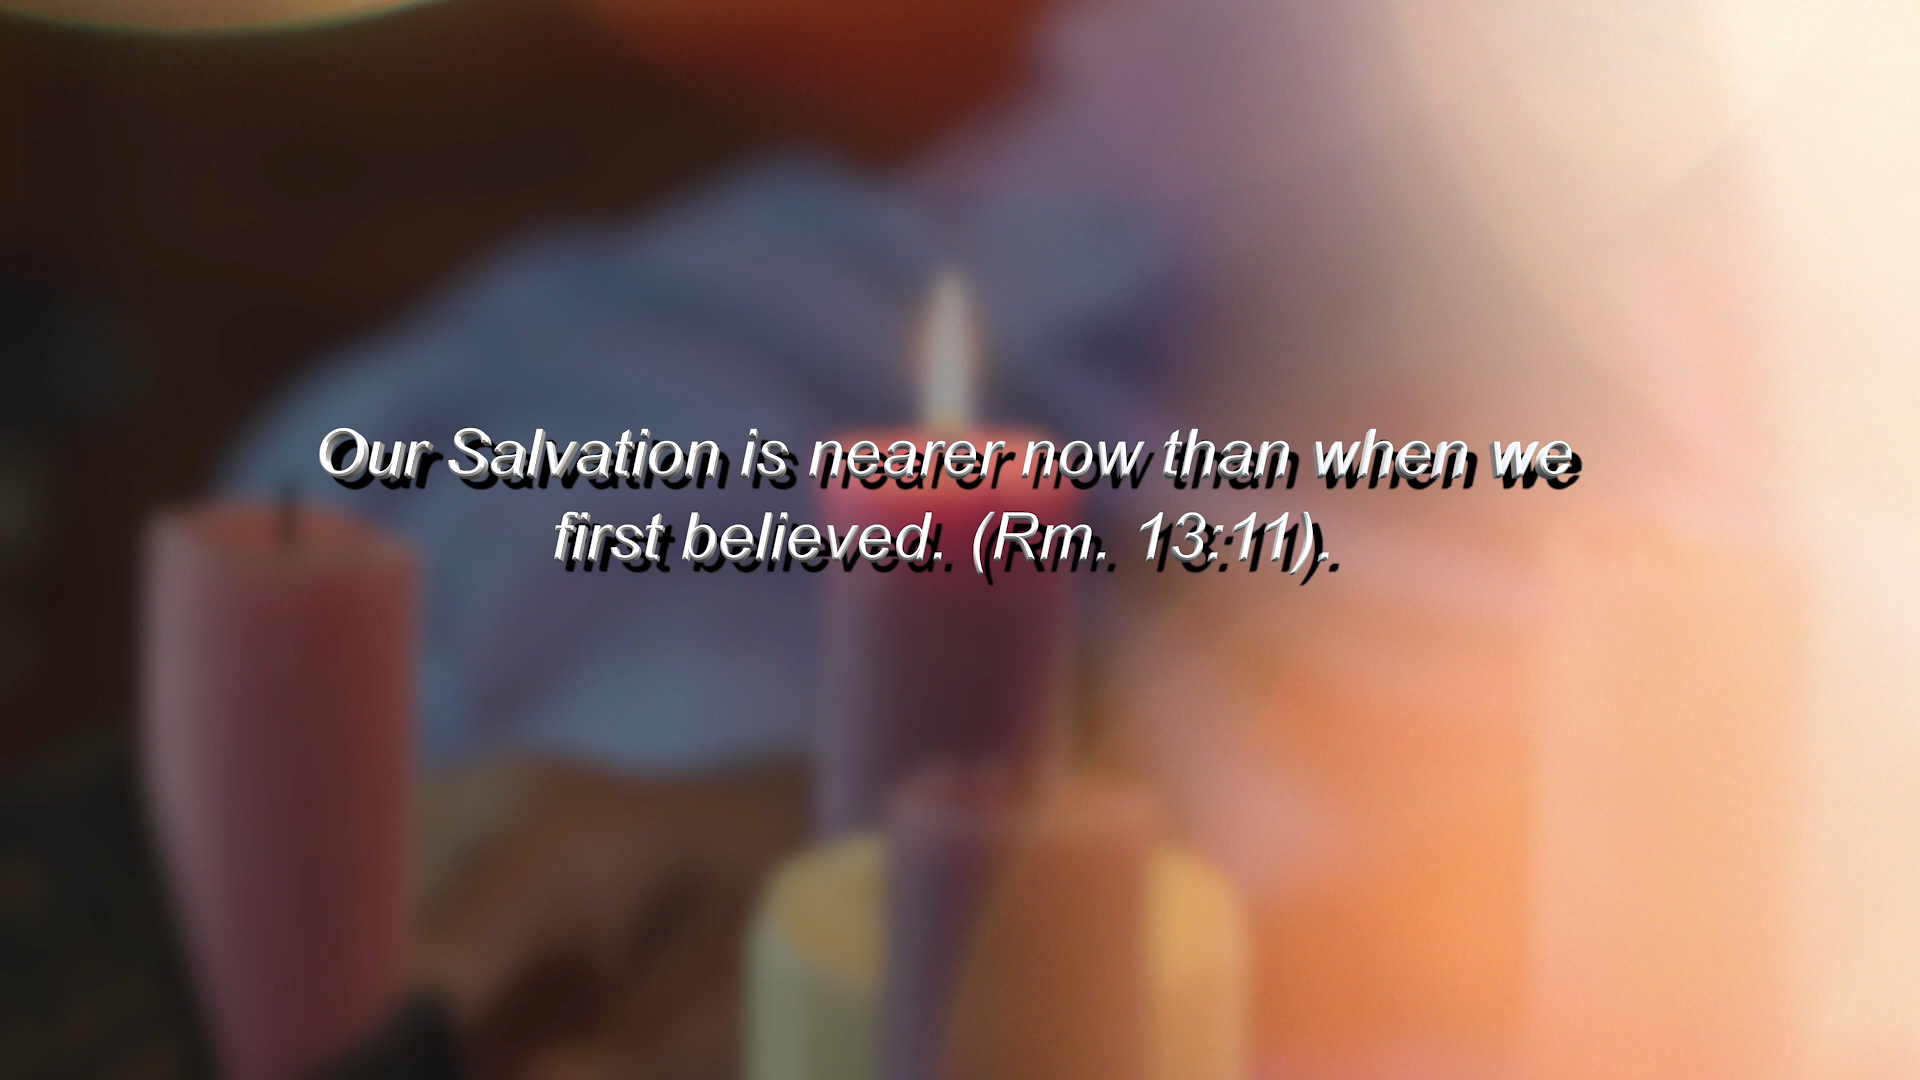 Our Salvation is nearer now than when we
first believed. (Rm. 13:11).